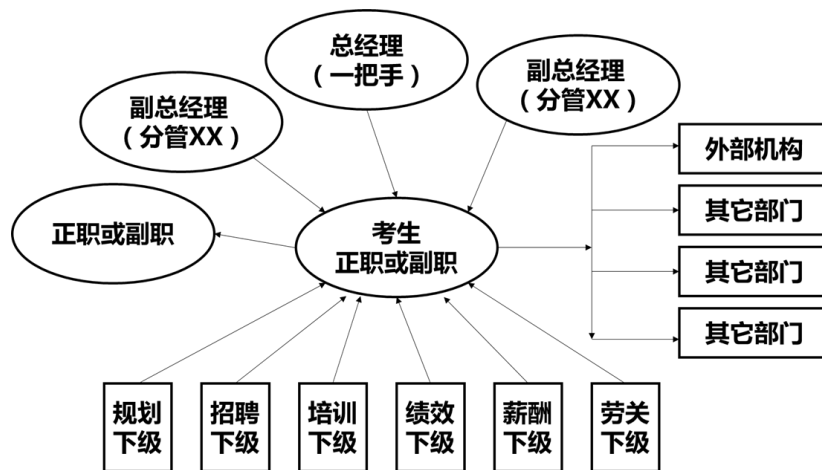 总经理
（一把手）
副总经理
（分管XX）
副总经理
（分管XX）
外部机构
正职或副职
考生
正职或副职
其它部门
其它部门
其它部门
规划
下级
招聘
下级
培训
下级
绩效
下级
薪酬
下级
劳关
下级